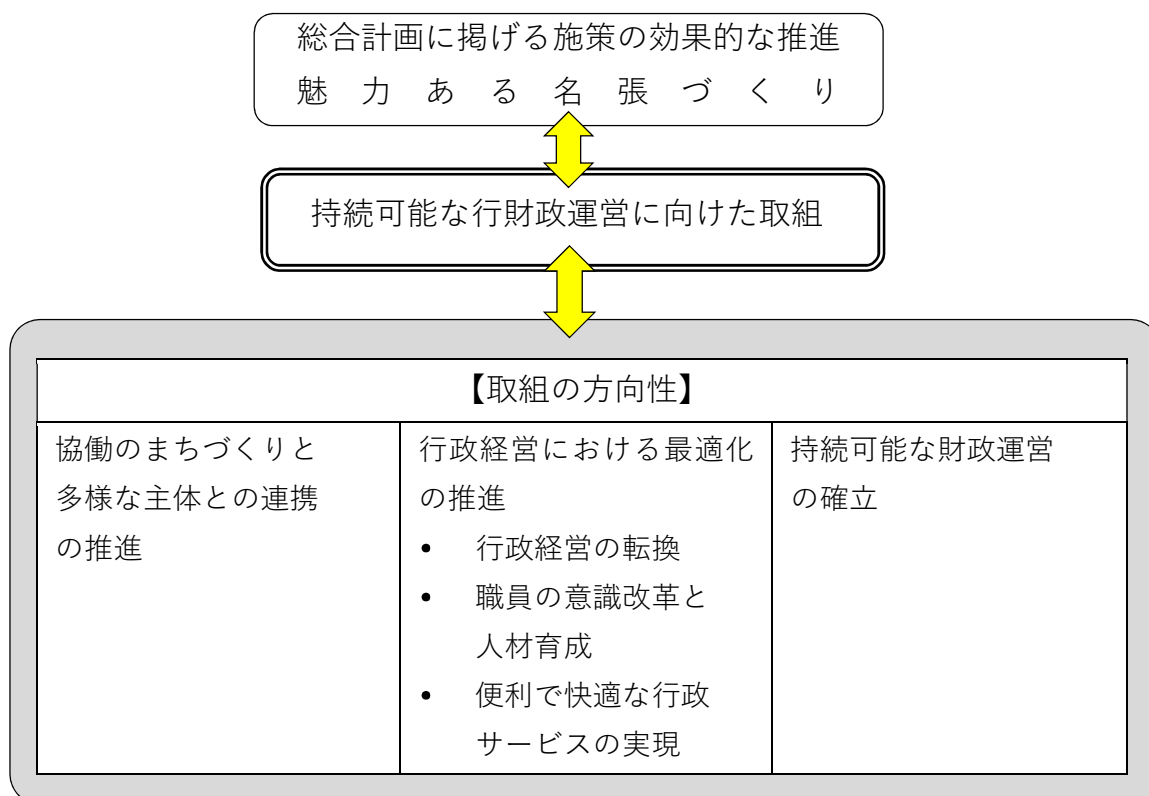 総合計画に掲げる施策の効果的な推進
魅力ある名張づくり
持続可能な行財政運営に向けた取組
【取組の方向性】
協働のまちづくりと
多様な主体との連携
の推進
行政経営における最適化
の推進
• 行政経営の転換
• 職員の意識改革と
人材育成
• 便利で快適な行政
サービスの実現
持続可能な財政運営
の確立